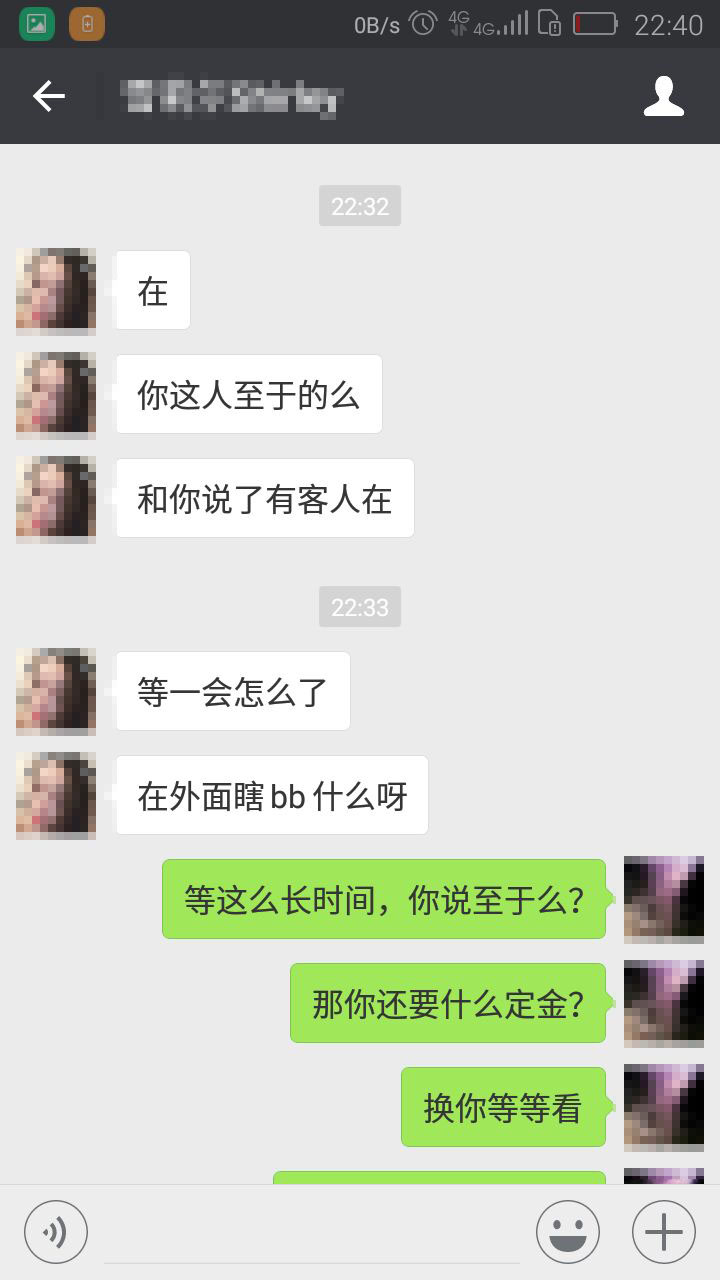 0B/s 4G 4G 22:40
22:32
在
你这人至于的么
和你说了有客人在
22:33
等一会怎么了
在外面瞎bb什么呀
等这么长时间，你说至于么？
那你还要什么定金？
换你等等看